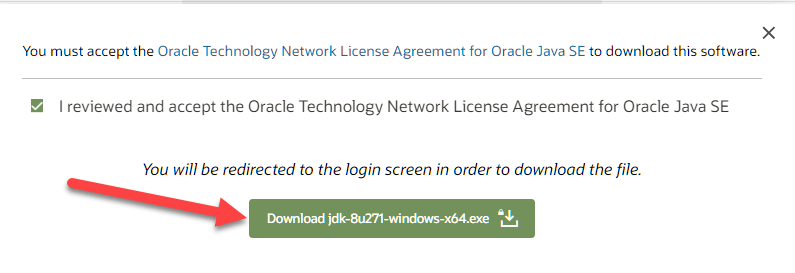 You must accept the Oracle Technology Network License Agreement for Oracle Java SE to download this software.
I reviewed and accept the Oracle Technology Network License Agreement for Oracle Java SE
You will be redirected to the login screen in order to download the file.
Download jdk-8u271-windows-x64.exe